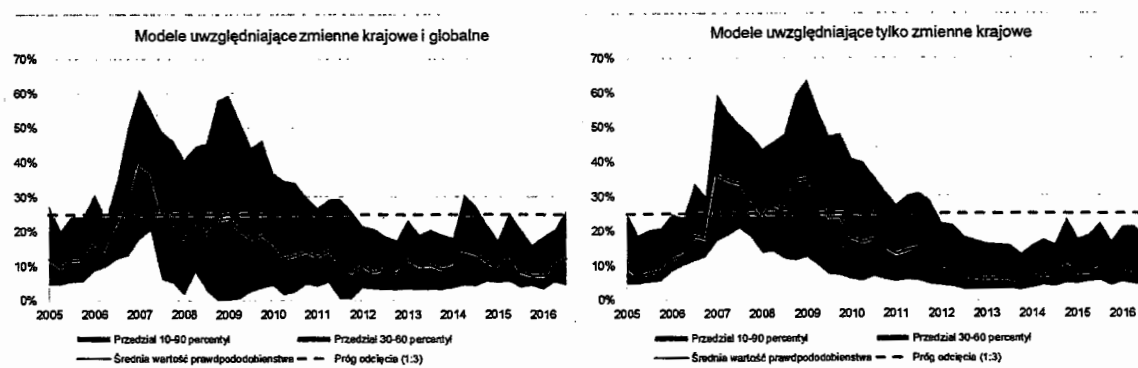 Modele uwzględniające zmienne krajowe i globalne
70%
60%
50%
40%
30%
20%
10%
0%
2005 2006 2007 2008 2009 2010 2011 2012 2013 2014 2015 2016
Przedział 10-90 percentyl Przedział 30-60 percentyl
Średnia wartość prawdpododobieństwa Próg odcięcia (1:3)
Modele uwzględniające tylko zmienne krajowe
70%
60%
50%
40%
30%
20%
10%
0%
2005 2006 2007 2008 2009 2010 2011 2012 2013 2014 2015 2016
Przedział 10-90 percentyl Przedział 30-60 percentyl
Średnia wartość prawdpododobieństwa Próg odcięcia (1:3)